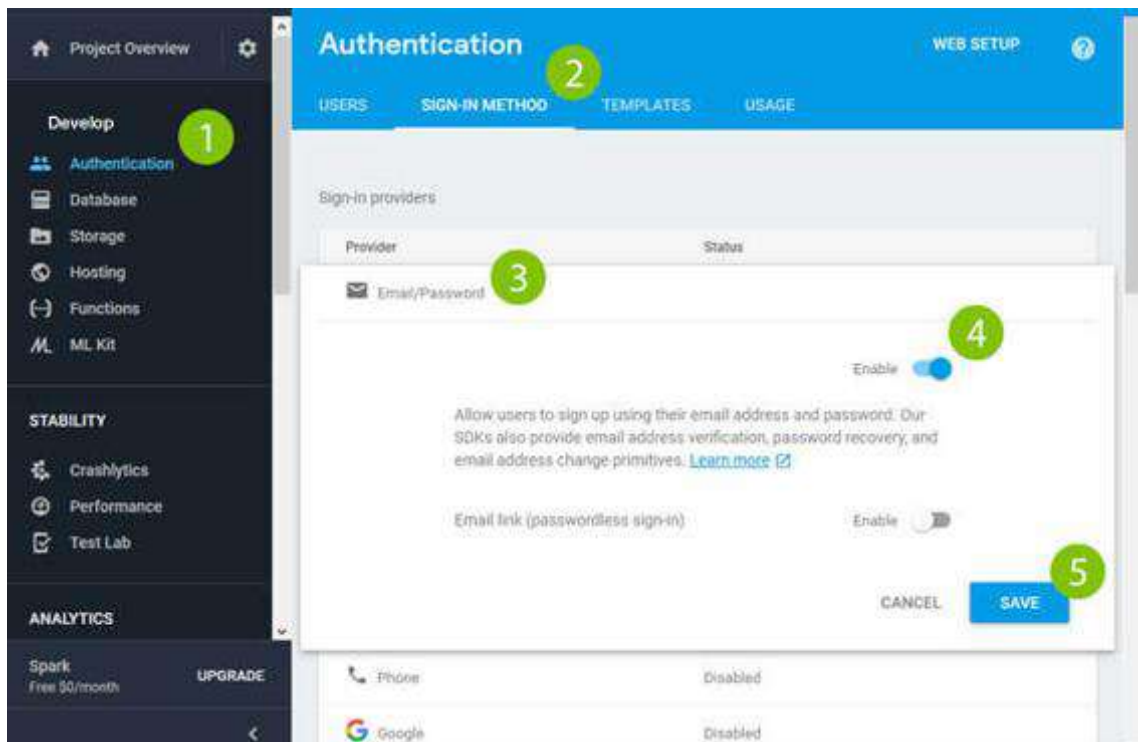 Project Overview
Develop
1
Authentication
Database
Storage
Hosting
Functions
ML Kit
STABILITY
Crashlytics
Performance
Test Lab
ANALYTICS
Spark
Free $0/month
UPGRADE
Authentication
WEB SETUP
2
USERS SIGN-IN METHOD TEMPLATES USAGE
Sign-in providers
Provider Status
Email/Password
3
4
Enable
Allow users to sign up using their email address and password. Our
SDKs also provide email address verification, password recovery, and
email address change primitives. Learn more
Email link (passwordless sign-in) Enable
5
CANCEL SAVE
Phone Disabled
Google Disabled